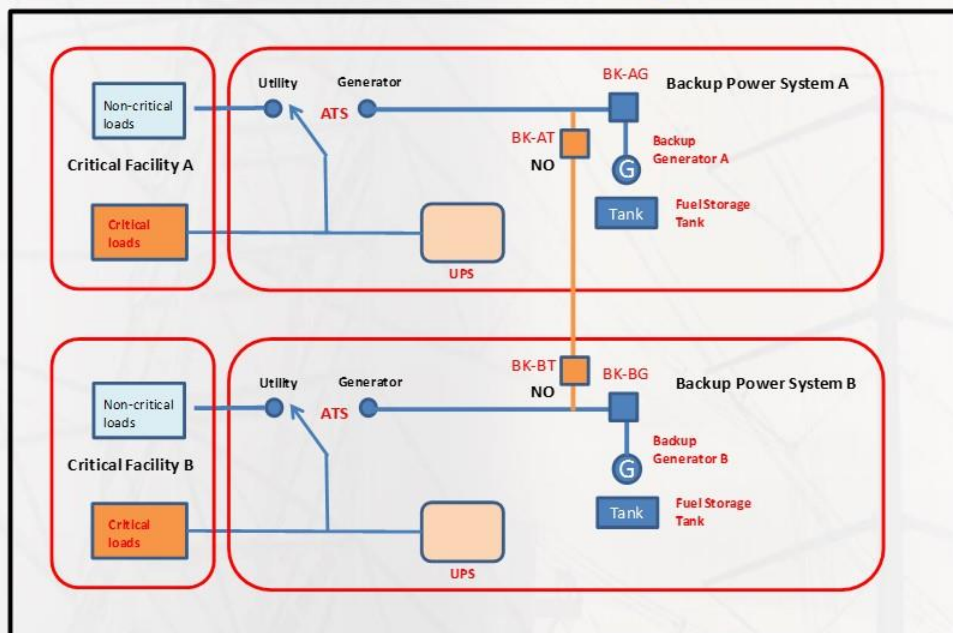 BK-AG
Backup Power System A
Utility
Generator
Non-critical
loads
ATS
BK-AT
NO
Backup
Generator A
Critical Facility A
G
Fuel Storage
Tank
Tank
Critical
loads
UPS
BK-BT
BK-BG
Backup Power System B
Utility
Generator
NO
Non-critical
loads
ATS
Backup
Generator B
Critical Facility B
G
Fuel Storage
Tank
Tank
Critical
loads
UPS